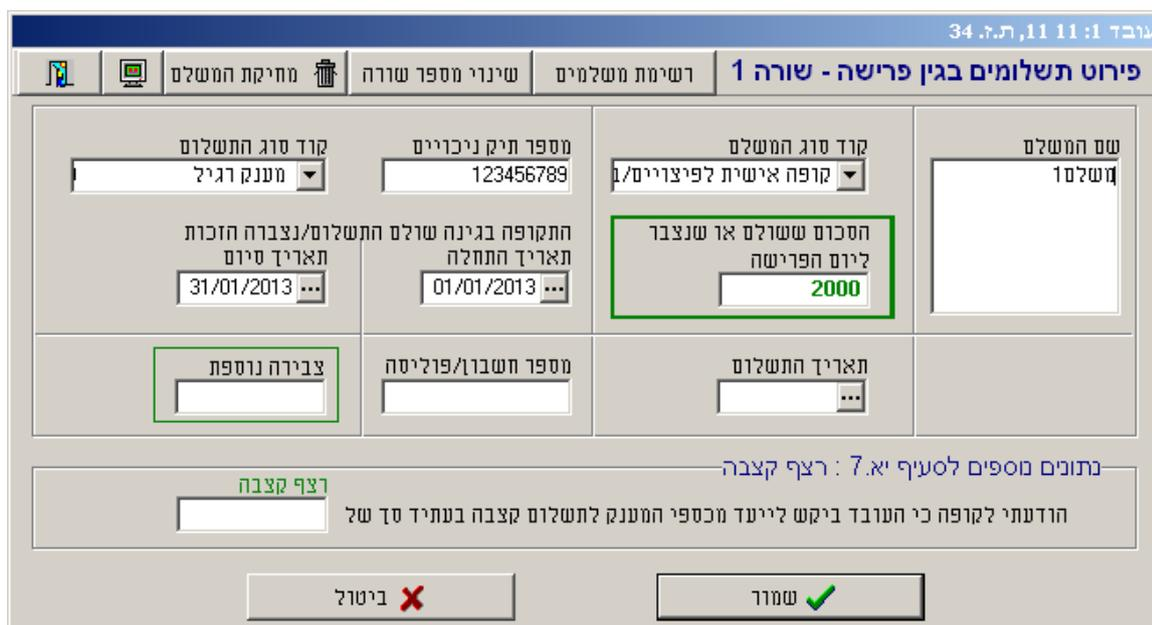 עובד 1: 11 11, ת.ז. 34
פירוט תשלומים בגין פרישה - שורה 1
רשימת משלמים
שינוי מספר שורה
מחיקת המשלם
שם המשלם
משלם1
קוד סוג המשלם
קופה אישית לפיצויים/ב
מספר תיק ניכויים
123456789
קוד סוג התשלום
מענק רגיל
הסכום ששולם או שנצבר
ליום הפרישה
2000
התקופה בגינה שולם התשלום/נצברה הזכות
תאריך התחלה
01/01/2013 ...
תאריך סיום
31/01/2013 ...
תאריך התשלום
...
מספר חשבון/פוליסה
צבירה נוספת
נתונים נוספים לסעיף יא.7 : רצף קצבה
רצף קצבה
הודעתי לקופה כי העובד ביקש לייעד מכספי המענק לתשלום קצבה בעתיד סך של
שמור
ביטול